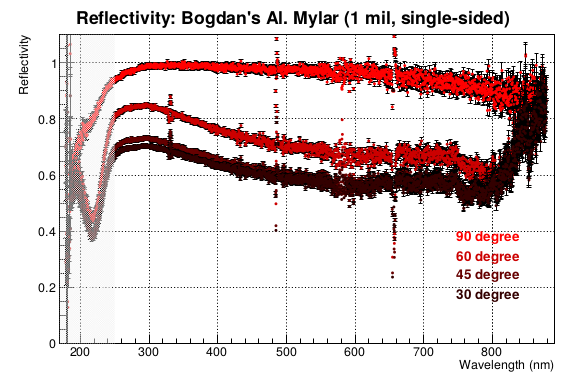 Reflectivity: Bogdan's Al. Mylar (1 mil, single-sided)
Reflectivity
1
0.8
0.6
0.4
0.2
0
90 degree
60 degree
45 degree
30 degree
200 300 400 500 600 700 800
Wavelength (nm)